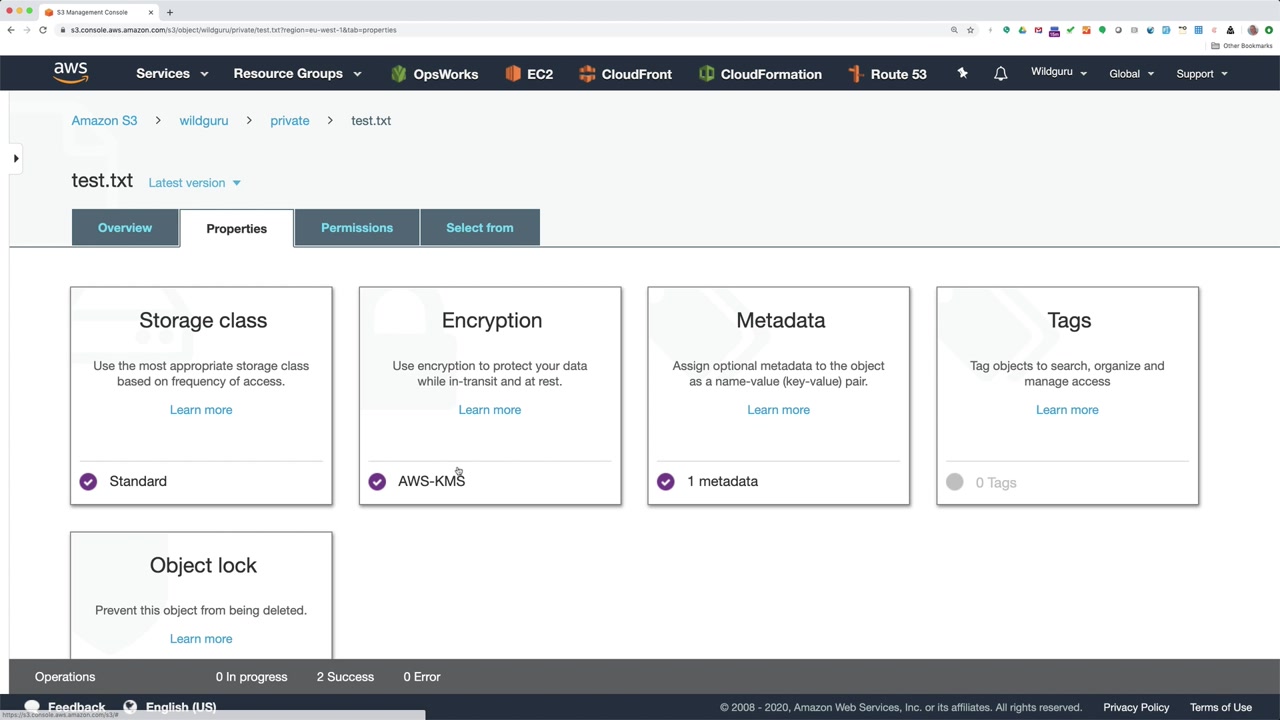 S3 Management Console
s3.console.aws.amazon.com/s3/object/wildguru/private/test.txt?region=eu-west-1&tab=properties
Other Bookmarks
aws Services Resource Groups OpsWorks EC2 CloudFront CloudFormation Route 53 Wildguru Global Support
Amazon S3 > wildguru > private > test.txt
test.txt Latest version
Overview Properties Permissions Select from
Storage class
Use the most appropriate storage class
based on frequency of access.
Learn more
Standard
Encryption
Use encryption to protect your data
while in-transit and at rest.
Learn more
AWS-KMS
Metadata
Assign optional metadata to the object
as a name-value (key-value) pair.
Learn more
1 metadata
Tags
Tag objects to search, organize and
manage access
Learn more
0 Tags
Object lock
Prevent this object from being deleted.
Learn more
Operations 0 In progress 2 Success 0 Error
Feedback English (US) © 2008 - 2020, Amazon Web Services, Inc. or its affiliates. All rights reserved. Privacy Policy Terms of Use
https://s3.console.aws.amazon.com/s3/#